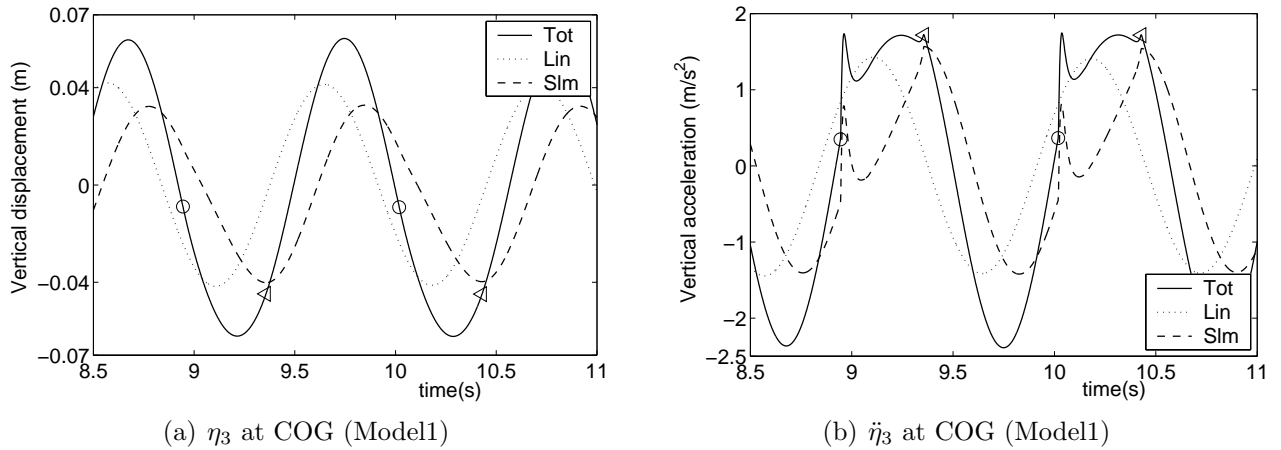 0.07
0.04
0
−0.04
−0.07
Vertical displacement (m)
8.5 9 9.5 10 10.5 11
time(s)
Tot
Lin
Slm
(a) η₃ at COG (Model1)
2
1
0
−1
−2
−2.5
Vertical acceleration (m/s²)
8.5 9 9.5 10 10.5 11
time(s)
Tot
Lin
Slm
(b) η̈₃ at COG (Model1)